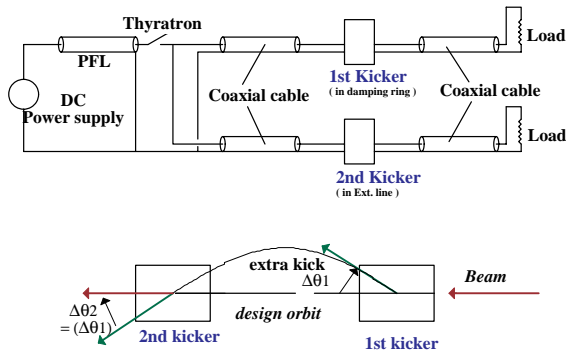 Thyratron
PFL
DC
Power supply
Coaxial cable
1st Kicker
( in damping ring )
Load
Coaxial cable
2nd Kicker
( in Ext. line )
Load
extra kick
Δθ1
Beam
Δθ2
= (Δθ1)
design orbit
2nd kicker
1st kicker